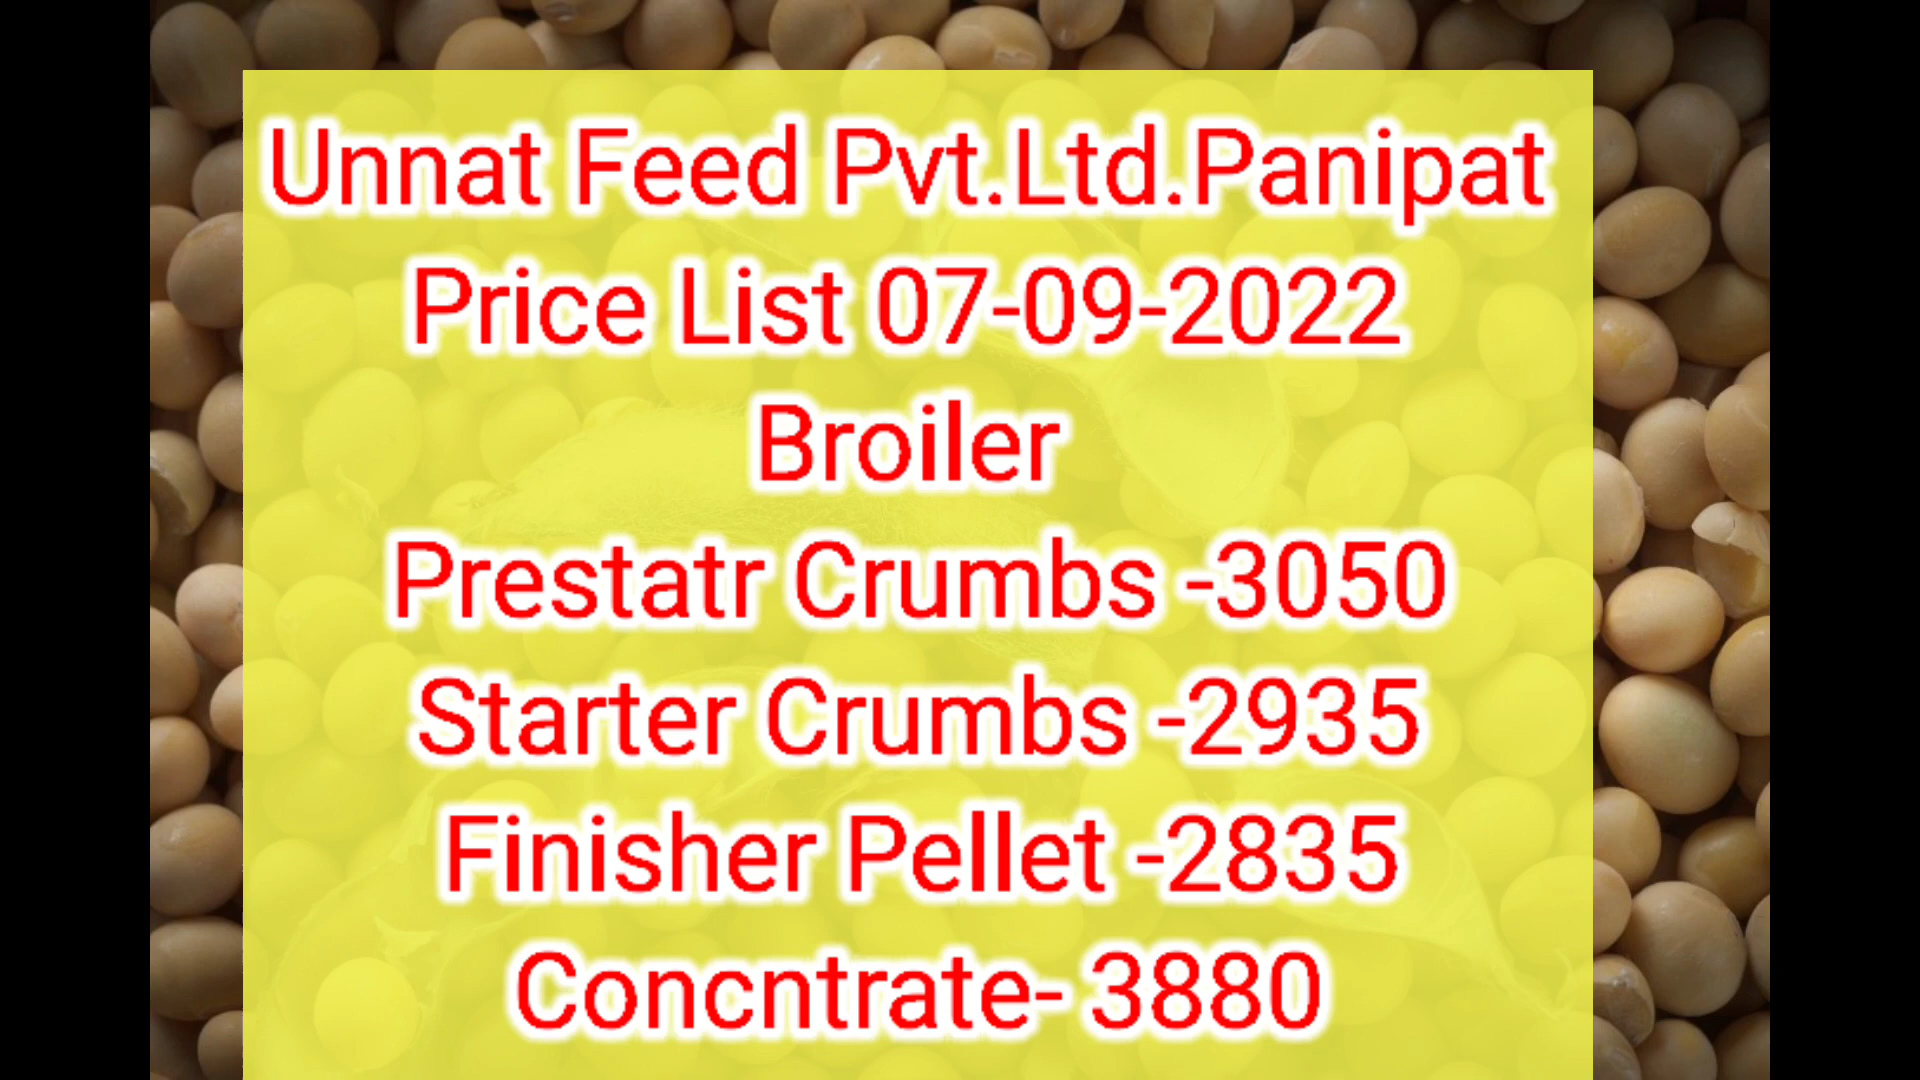 Unnat Feed Pvt.Ltd.Panipat
Price List 07-09-2022
Broiler
Prestatr Crumbs -3050
Starter Crumbs -2935
Finisher Pellet -2835
Concntrate- 3880